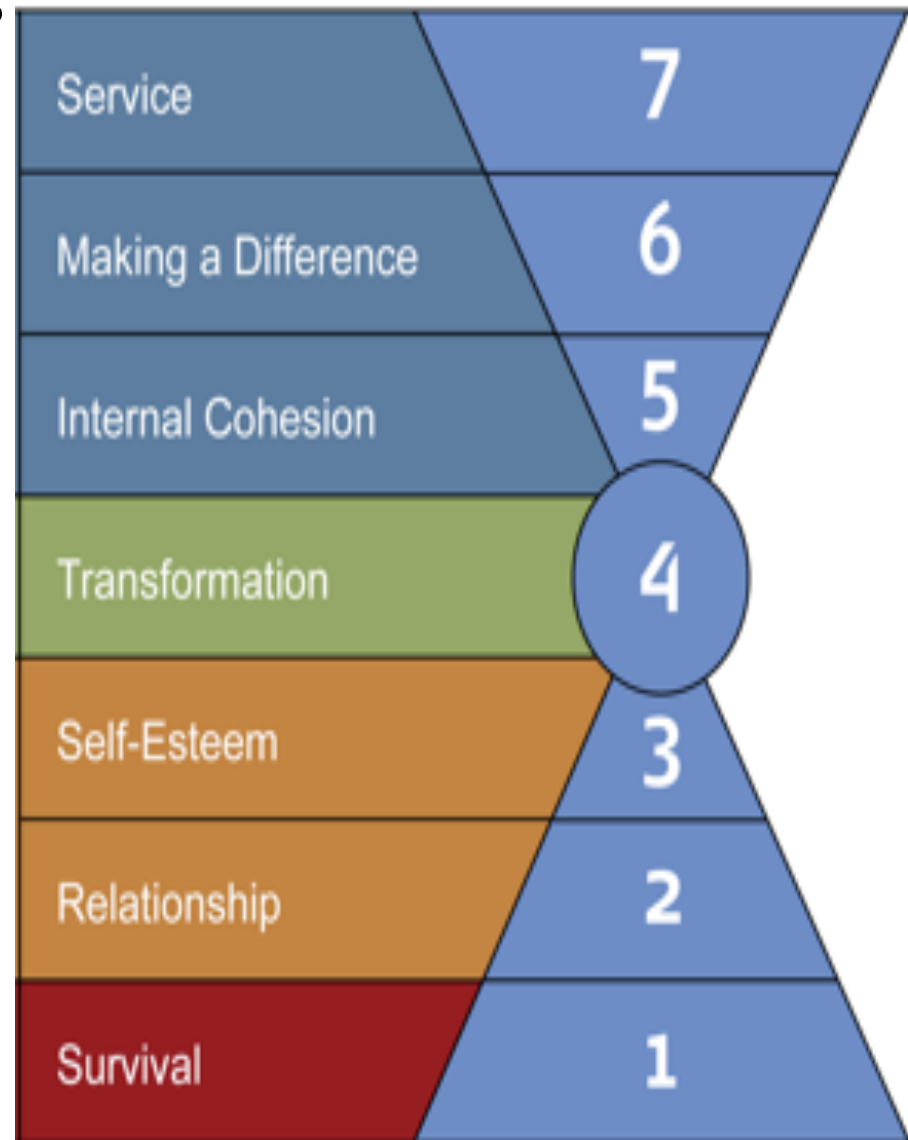 Service 7
Making a Difference 6
Internal Cohesion 5
Transformation 4
Self-Esteem 3
Relationship 2
Survival 1